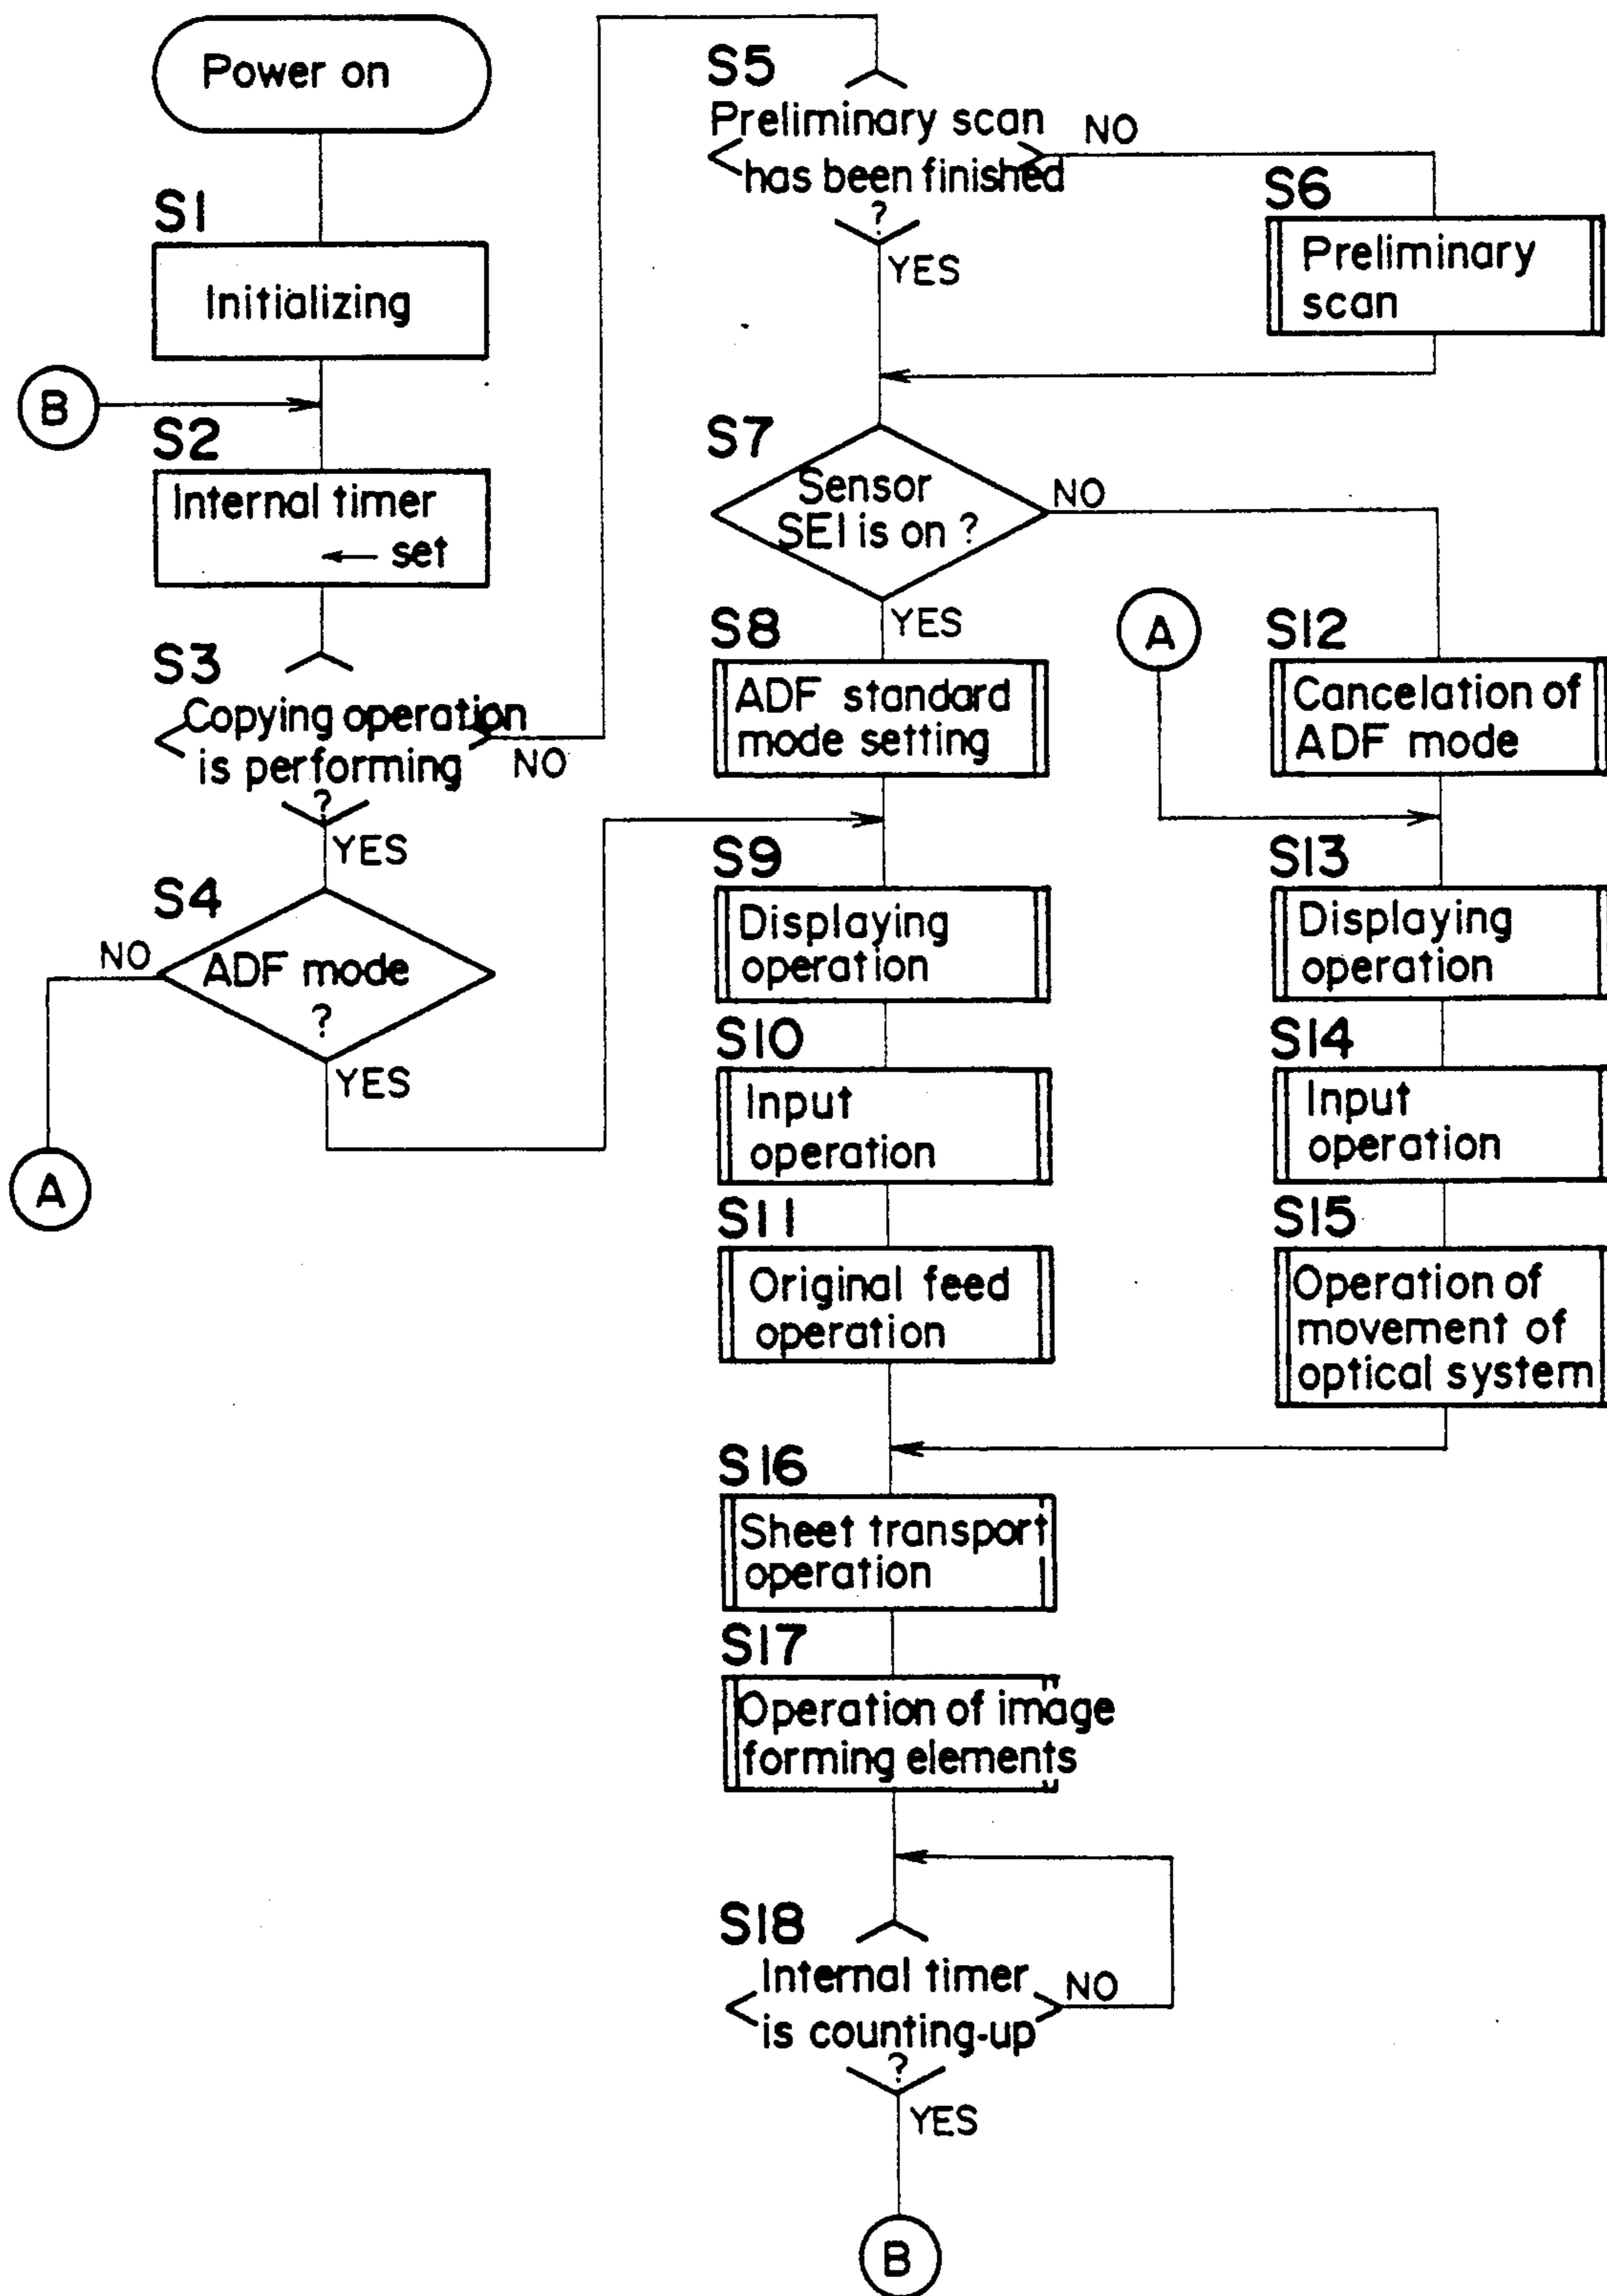 Power on
S1
Initializing
B
S2
Internal timer
← set
S3
Copying operation
is performing
?
NO
YES
S4
NO
ADF mode
?
YES
A
S5
Preliminary scan
has been finished
?
NO
YES
S6
Preliminary
scan
S7
Sensor
SE1 is on ?
NO
YES
S8
ADF standard
mode setting
A
S12
Cancelation of
ADF mode
S9
Displaying
operation
S10
Input
operation
S11
Original feed
operation
S13
Displaying
operation
S14
Input
operation
S15
Operation of
movement of
optical system
S16
Sheet transport
operation
S17
Operation of image
forming elements
S18
Internal timer
is counting-up
?
NO
YES
B